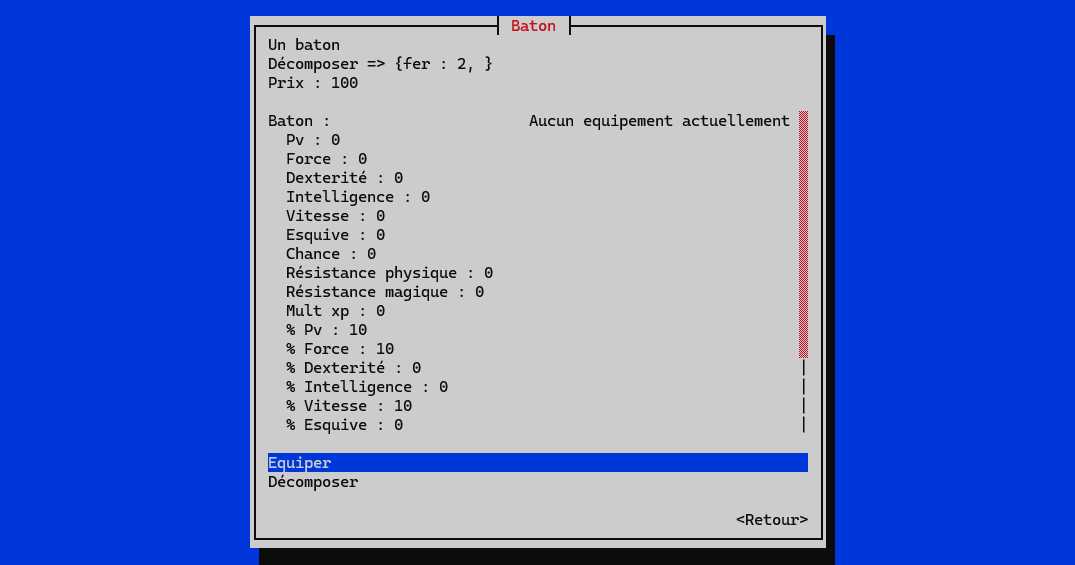 Baton
Un baton
Décomposer => {fer : 2, }
Prix : 100
Baton : Aucun equipement actuellement
Pv : 0
Force : 0
Dexterité : 0
Intelligence : 0
Vitesse : 0
Esquive : 0
Chance : 0
Résistance physique : 0
Résistance magique : 0
Mult xp : 0
% Pv : 10
% Force : 10
% Dexterité : 0
% Intelligence : 0
% Vitesse : 10
% Esquive : 0
Equiper
Décomposer
<Retour>